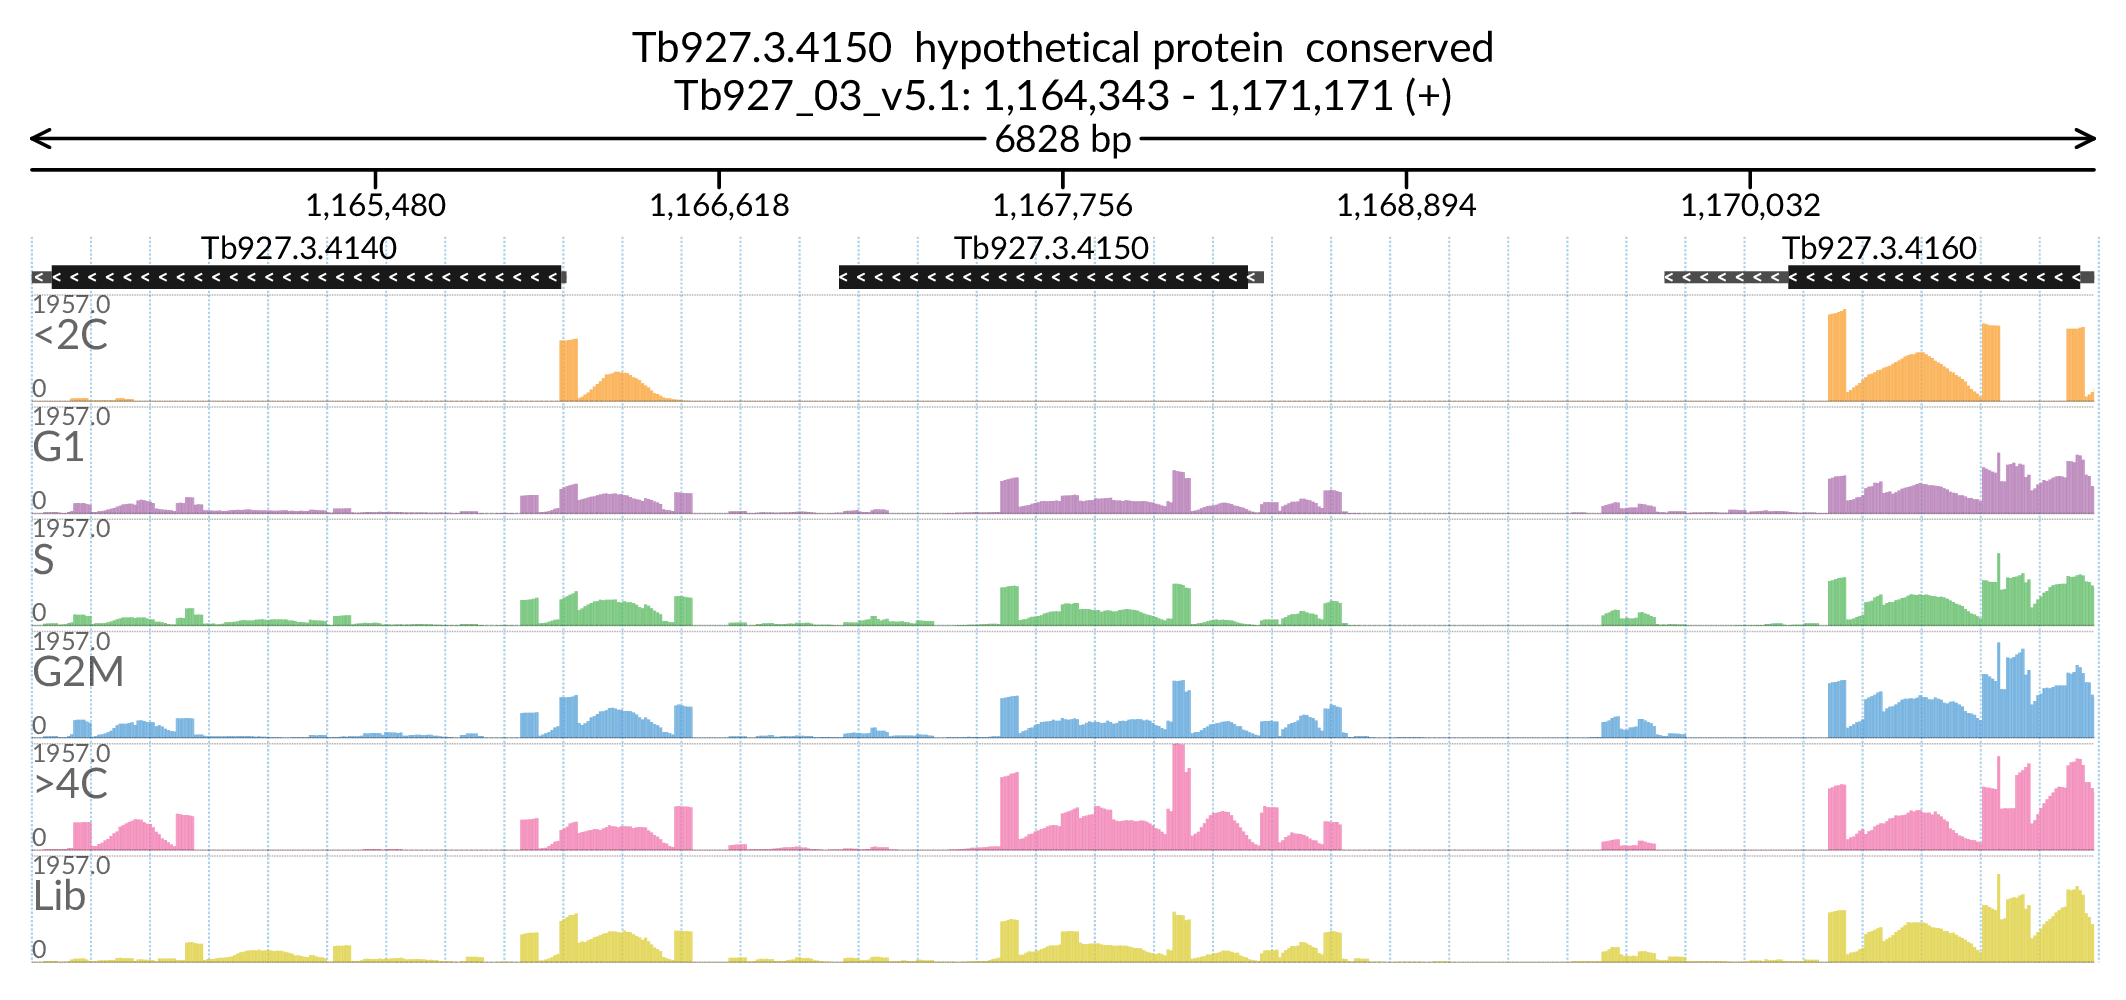 Tb927.3.4150  hypothetical protein  conserved
Tb927_03_v5.1: 1,164,343 - 1,171,171 (+)
6828 bp
1,165,480 1,166,618 1,167,756 1,168,894 1,170,032
Tb927.3.4140 Tb927.3.4150 Tb927.3.4160
1957.0
<2C
0
1957.0
G1
0
1957.0
S
0
1957.0
G2M
0
1957.0
>4C
0
1957.0
Lib
0